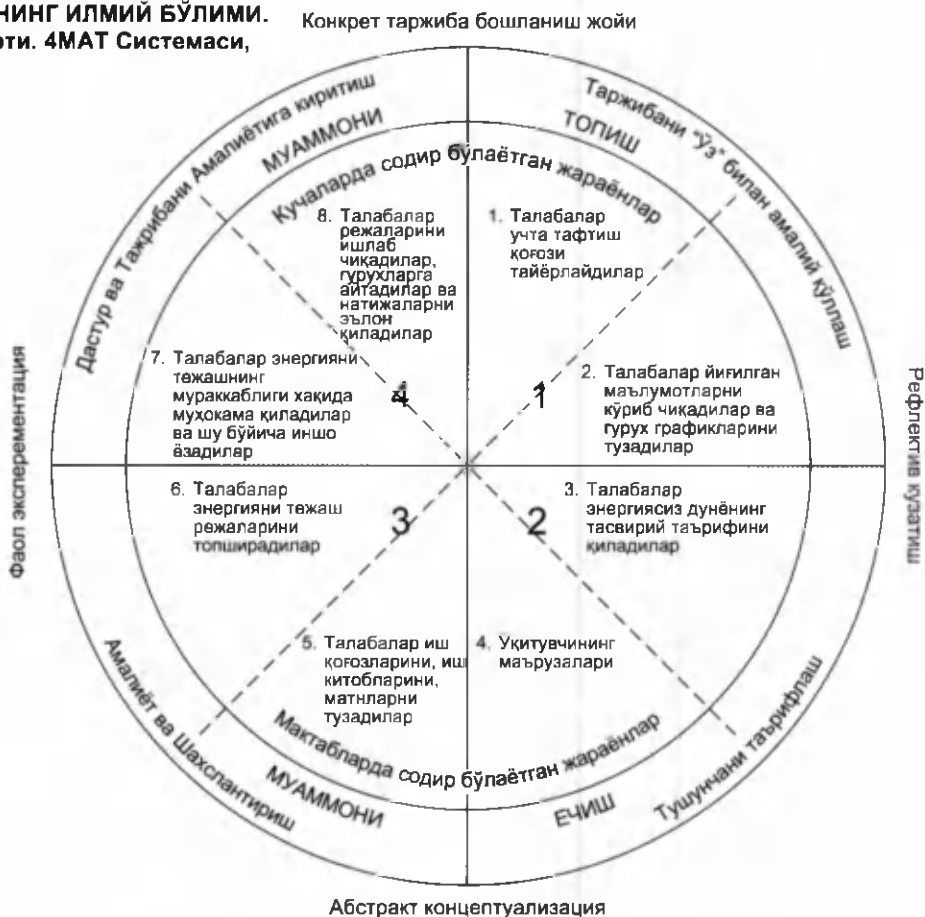 НИНГ ИЛМИЙ БЎЛИМИ.
рти. 4МАТ Системаси,
Конкрет таржиба бошланиш жойи
Дастур ва Тажрибани Амалиётига киритиш
Таржибани "Ўз" билан амалий қўллаш
МУАММОНИ
ТОПИШ
Кучаларда содир бўлаётган жараёнлар
8. Талабалар
режаларини
ишлаб
чиқадилар,
гурухларга
айтадилар ва
натижаларни
эълон
қиладилар
1. Талабалар
учта тафтиш
қоғози
тайёрлайдилар
7. Талабалар энергияни
тежашнинг
мураккаблиги хақида
муҳокама қиладилар
ва шу бўйича иншо
ёзадилар
4
1
2. Талабалар йиғилган
маълумотларни
кўриб чиқадилар ва
гурух графикларини
тузадилар
Фаол эксперементация
Рефлектив кузатиш
6. Талабалар
энергияни тежаш
режаларини
топширадилар
3
2
3. Талабалар
энергиясиз дунёнинг
тасвирий таърифини
қиладилар
5. Талабалар иш
қоғозларини, иш
китобларини,
матнларни
тузадилар
4. Уқитувчининг
маърузалари
Мактабларда содир бўлаётган жараёнлар
МУАММОНИ
ЕЧИШ
Амалиёт ва Шахслантириш
Тушунчани таърифлаш
Абстракт концептуализация